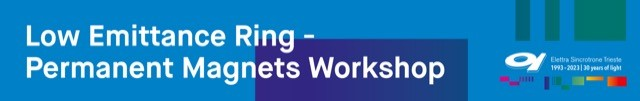 Low Emittance Ring -
Permanent Magnets Workshop
Elettra Sincrotrone Trieste
1993 - 2023 | 30 years of light